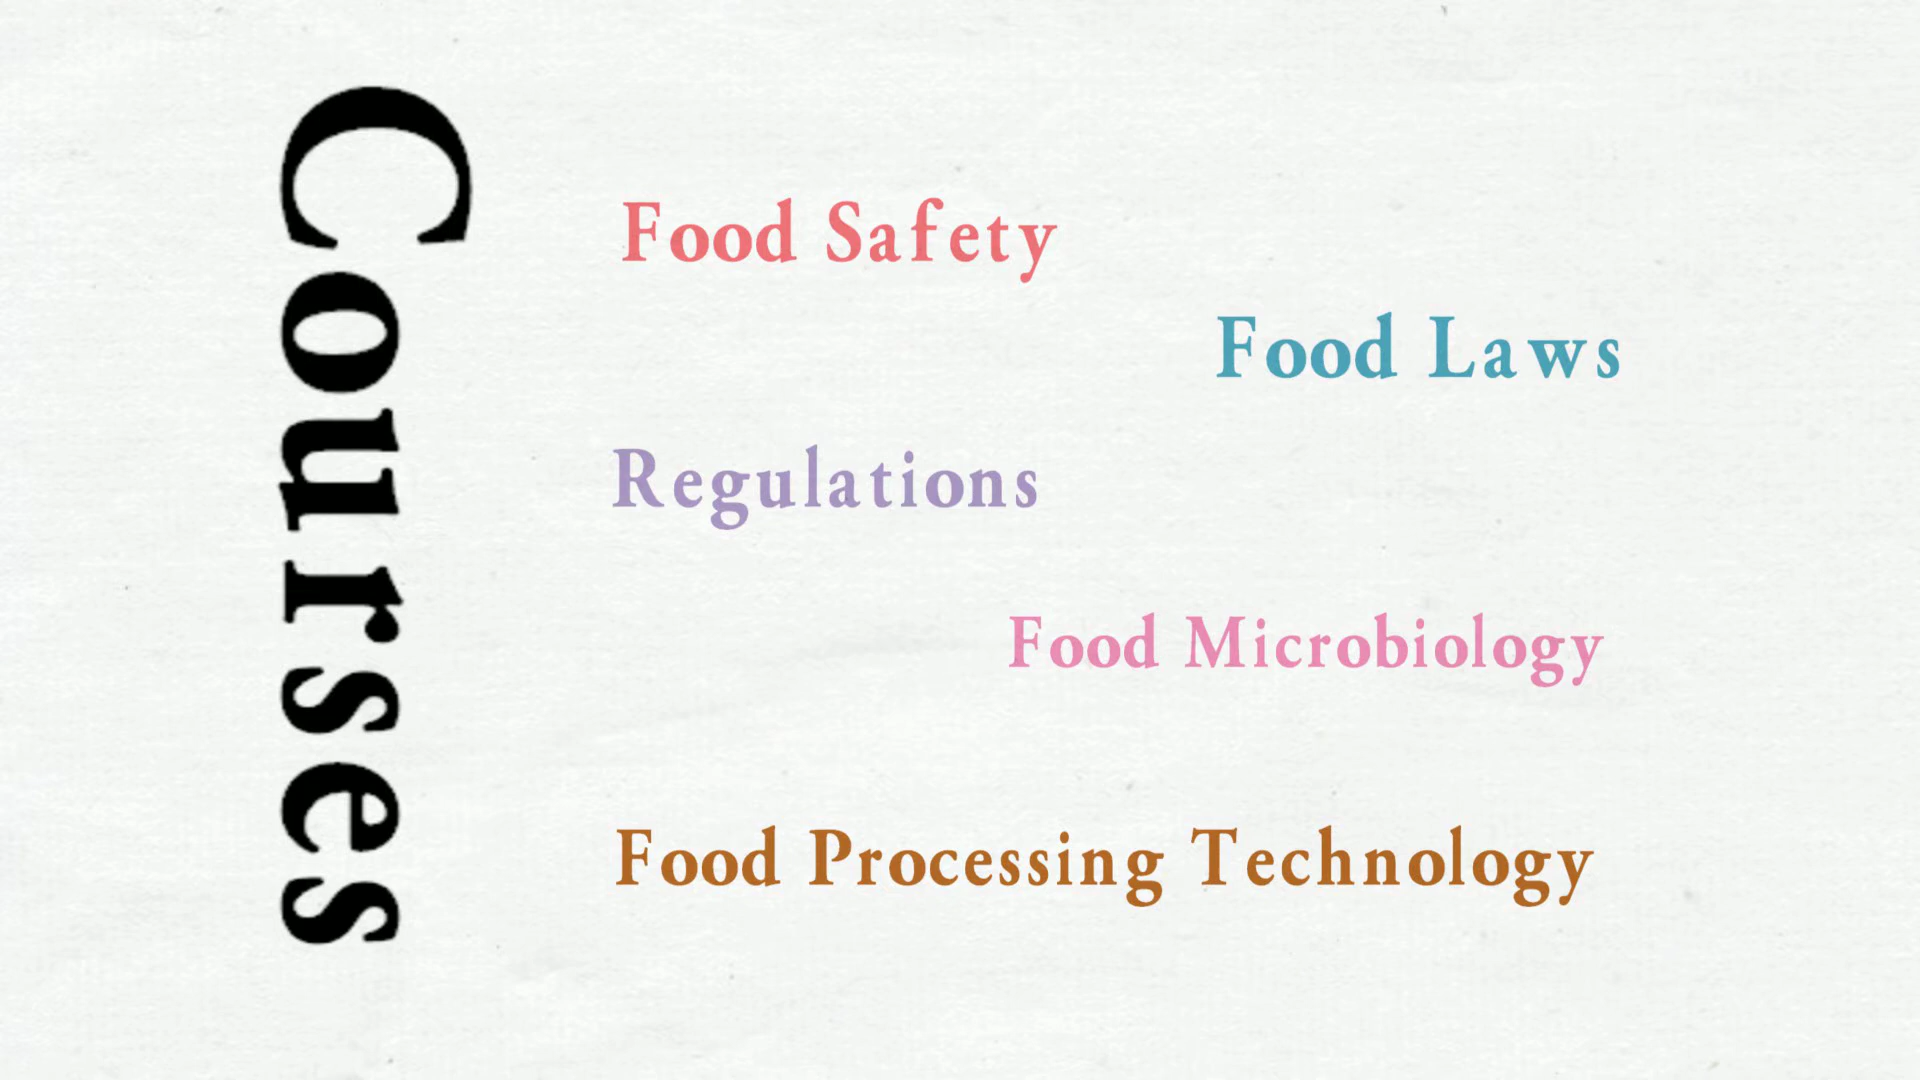 Courses
Food Safety
Food Laws
Regulations
Food Microbiology
Food Processing Technology